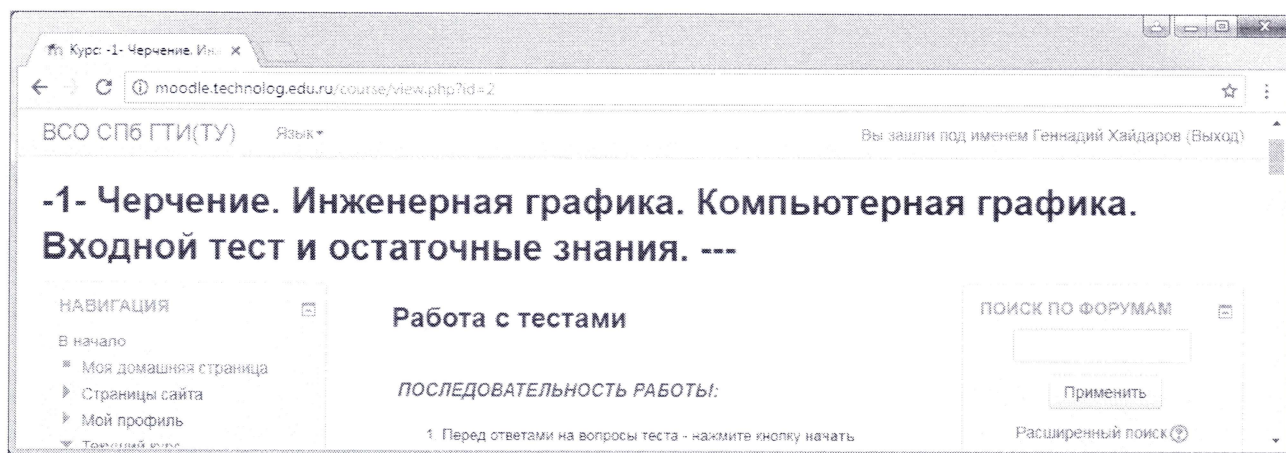 Курс: -1- Черчение. Ин
moodle.technolog.edu.ru/course/view.php?id=2
ВСО СПб ГТИ(ТУ) Язык
Вы зашли под именем Геннадий Хайдаров (Выход)
-1- Черчение. Инженерная графика. Компьютерная графика.
Входной тест и остаточные знания. ---
НАВИГАЦИЯ
В начало
Моя домашняя страница
Страницы сайта
Мой профиль
Текущий курс
Работа с тестами
ПОСЛЕДОВАТЕЛЬНОСТЬ РАБОТЫ:
1. Перед ответами на вопросы теста - нажмите кнопку начать
ПОИСК ПО ФОРУМАМ
Применить
Расширенный поиск